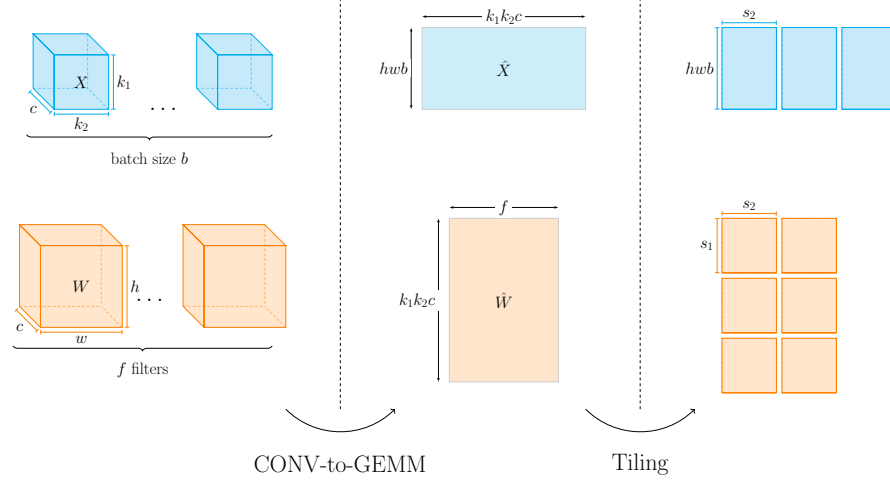 X
k₁
c
k₂
. . .
batch size b
W
h
. . .
c
w
f filters
k₁k₂c
hwb
X̂
f
k₁k₂c
Ŵ
s₂
hwb
s₂
s₁
CONV-to-GEMM
Tiling